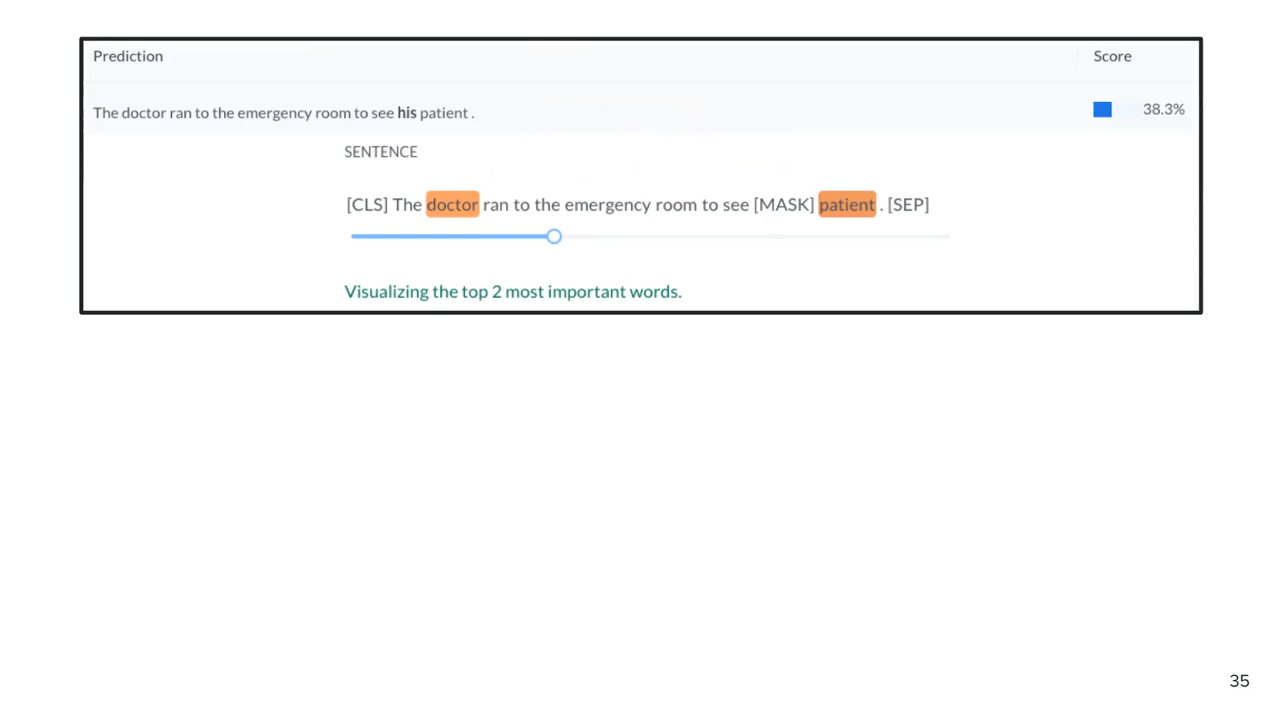 Prediction Score
The doctor ran to the emergency room to see his patient . 38.3%
SENTENCE
[CLS] The doctor ran to the emergency room to see [MASK] patient . [SEP]
Visualizing the top 2 most important words.
35